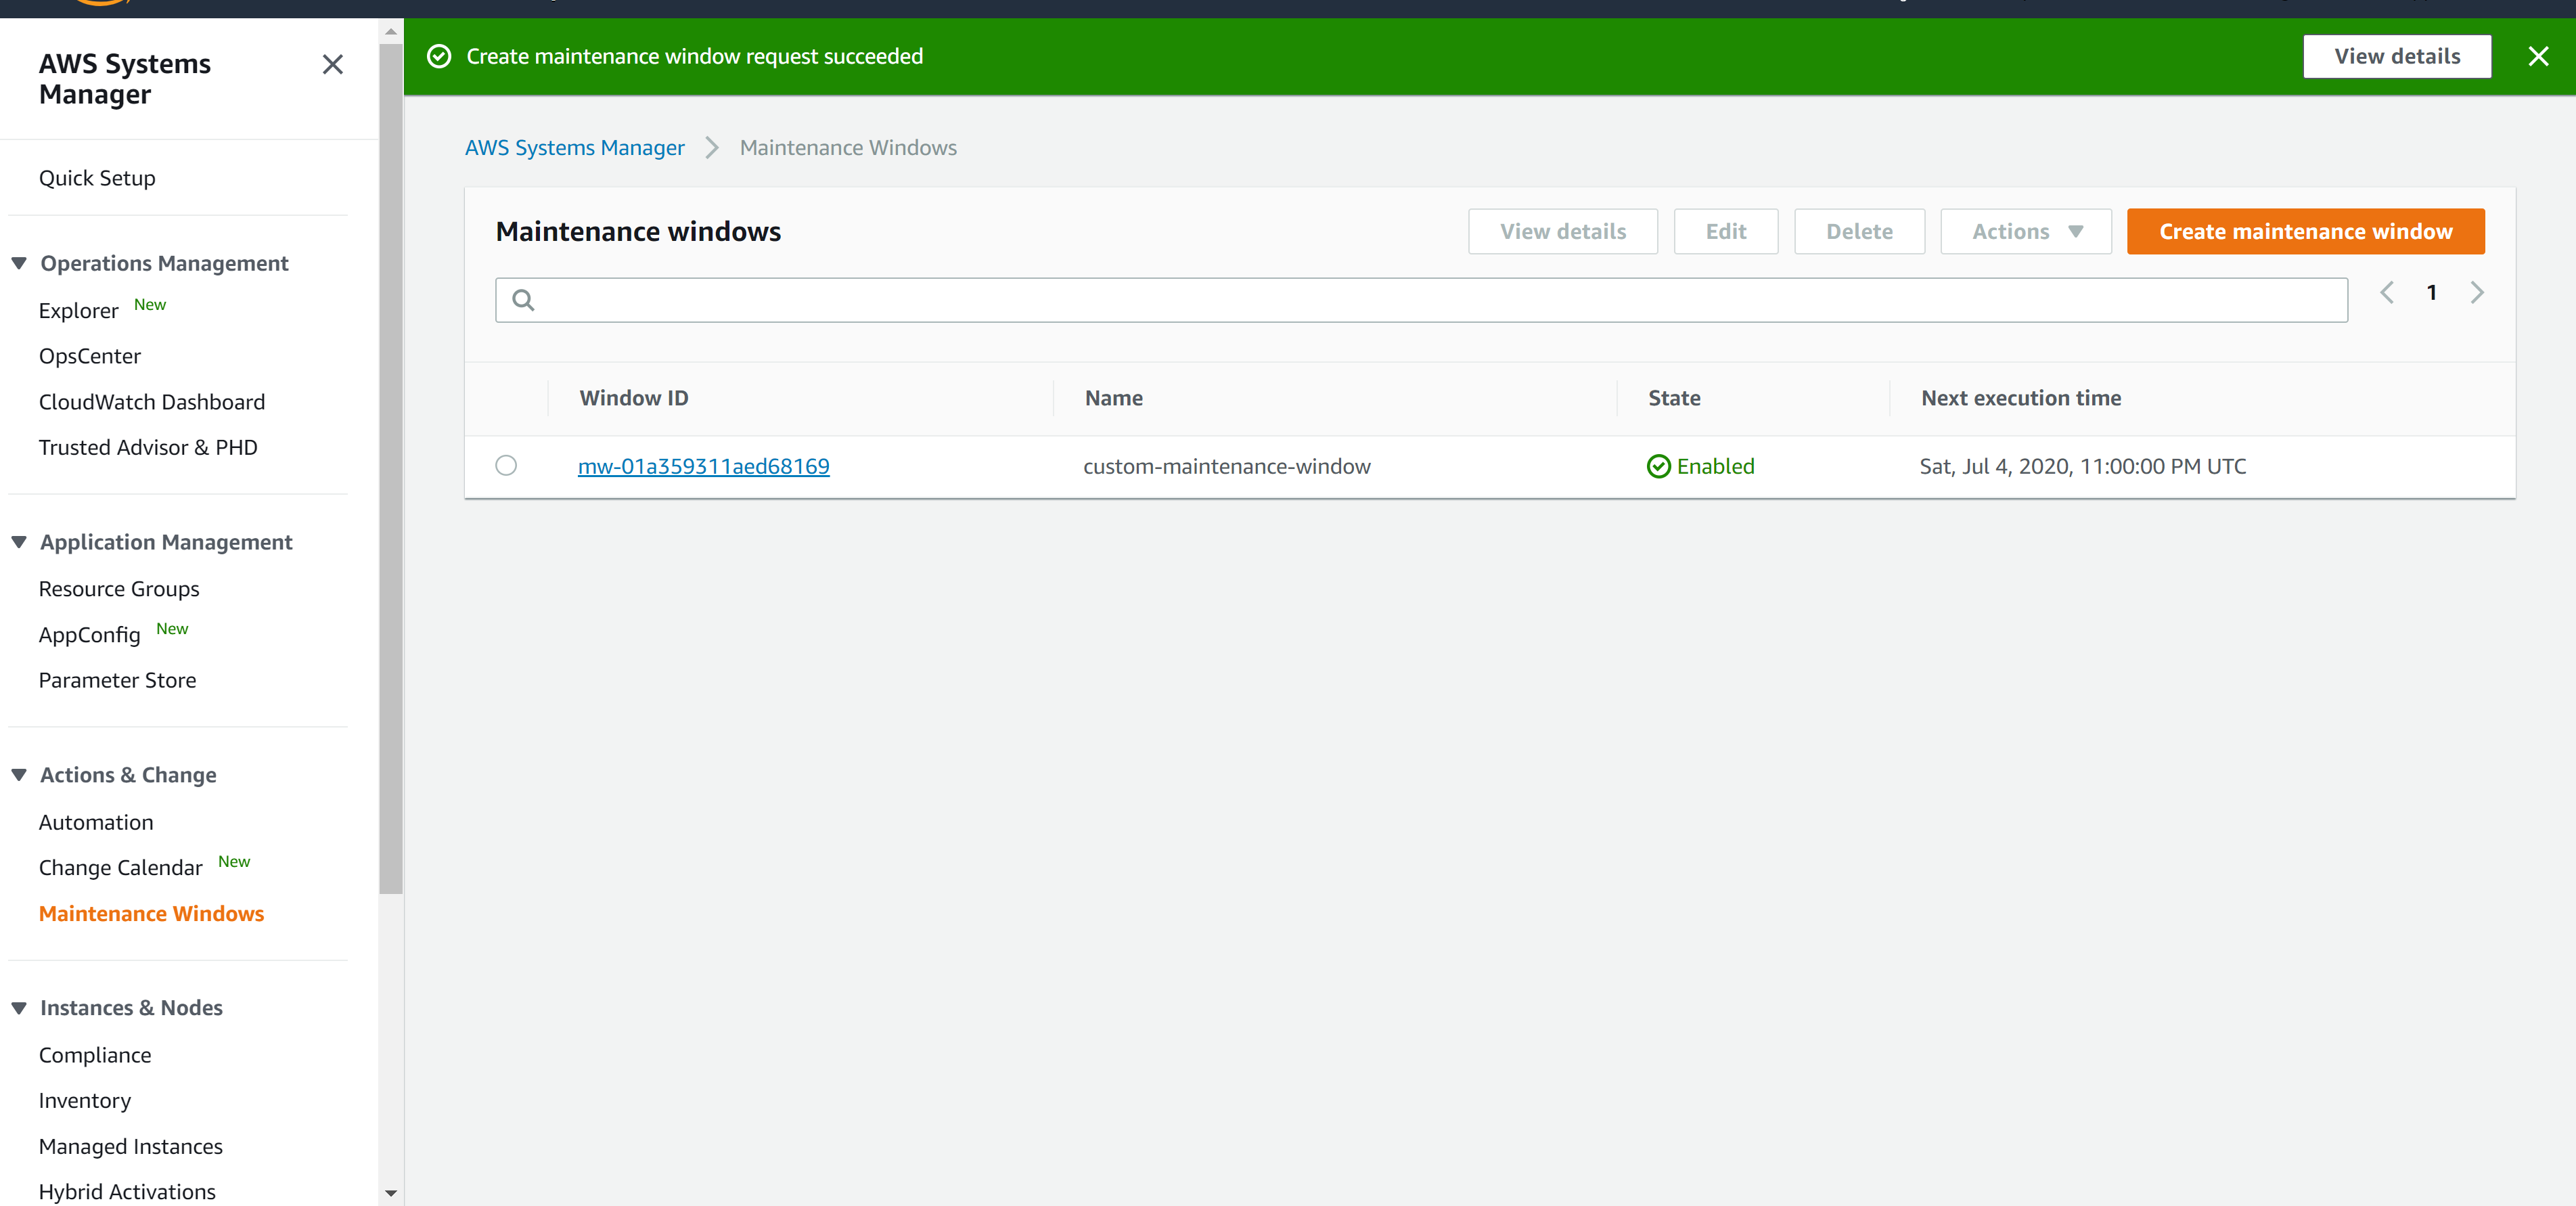 AWS Systems
Manager
Quick Setup
Operations Management
Explorer New
OpsCenter
CloudWatch Dashboard
Trusted Advisor & PHD
Application Management
Resource Groups
AppConfig New
Parameter Store
Actions & Change
Automation
Change Calendar New
Maintenance Windows
Instances & Nodes
Compliance
Inventory
Managed Instances
Hybrid Activations
Create maintenance window request succeeded View details
AWS Systems Manager Maintenance Windows
Maintenance windows View details Edit Delete Actions Create maintenance window
1
Window ID Name State Next execution time
mw-01a359311aed68169 custom-maintenance-window Enabled Sat, Jul 4, 2020, 11:00:00 PM UTC